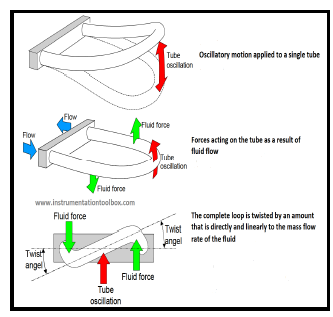 Tube
oscillation
Oscillatory motion applied to a single tube
Flow
Flow
Fluid force
Tube
oscillation
Fluid force
Forces acting on the tube as a result of
fluid flow
www.instrumentationtoolbox.com
Fluid force
Twist
angel
Twist
angel
Fluid force
Tube
oscillation
The complete loop is twisted by an amount
that is directly and linearly to the mass flow
rate of the fluid